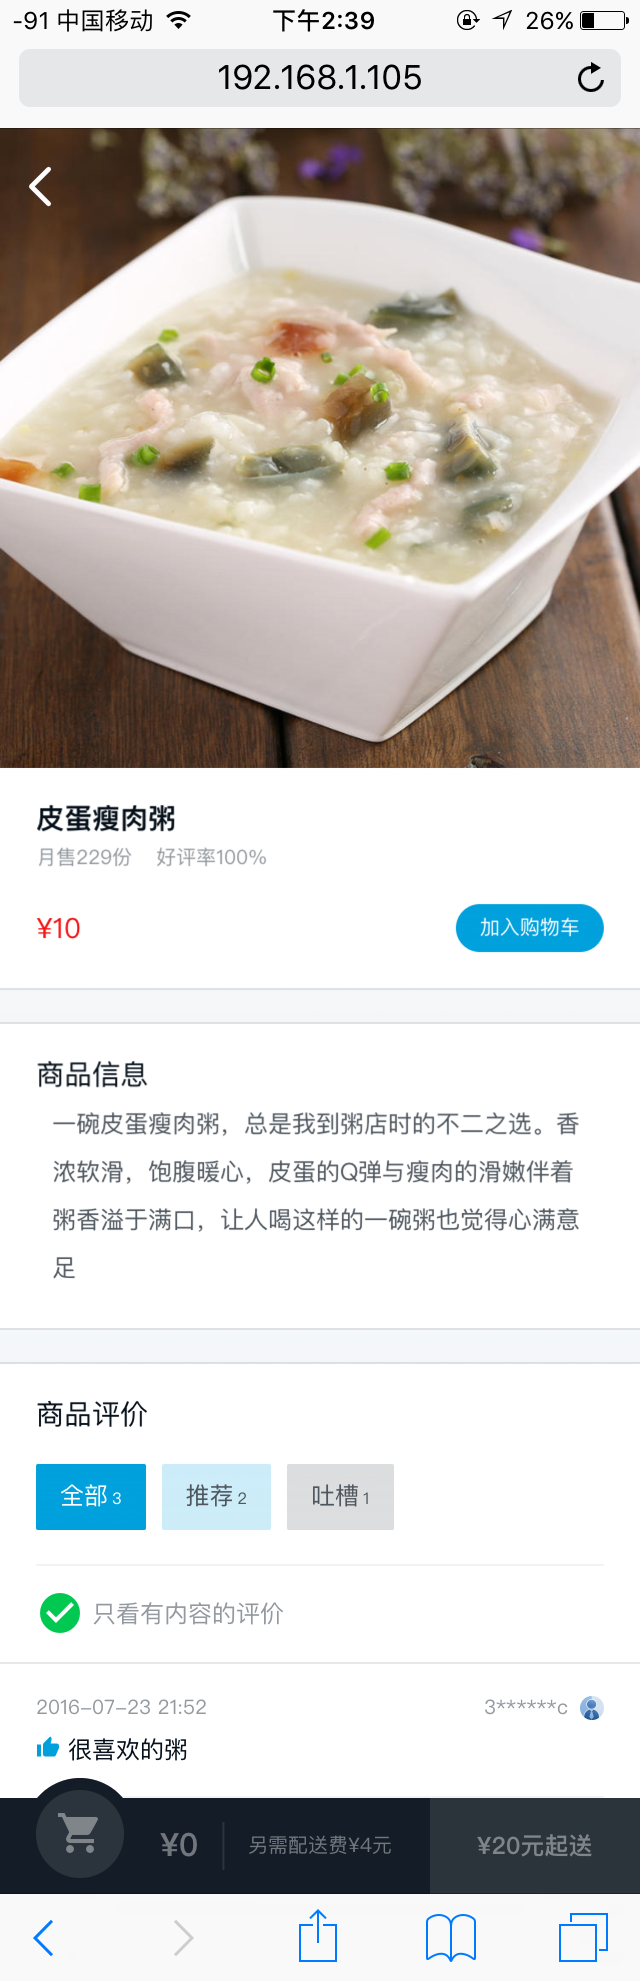 -91 中国移动 下午2:39 26%
192.168.1.105
皮蛋瘦肉粥
月售229份 好评率100%
¥10 加入购物车
商品信息
一碗皮蛋瘦肉粥，总是我到粥店时的不二之选。香
浓软滑，饱腹暖心，皮蛋的Q弹与瘦肉的滑嫩伴着
粥香溢于满口，让人喝这样的一碗粥也觉得心满意
足
商品评价
全部 3 推荐 2 吐槽 1
只看有内容的评价
2016-07-23 21:52 3******c
很喜欢的粥
¥0 另需配送费¥4元 ¥20元起送